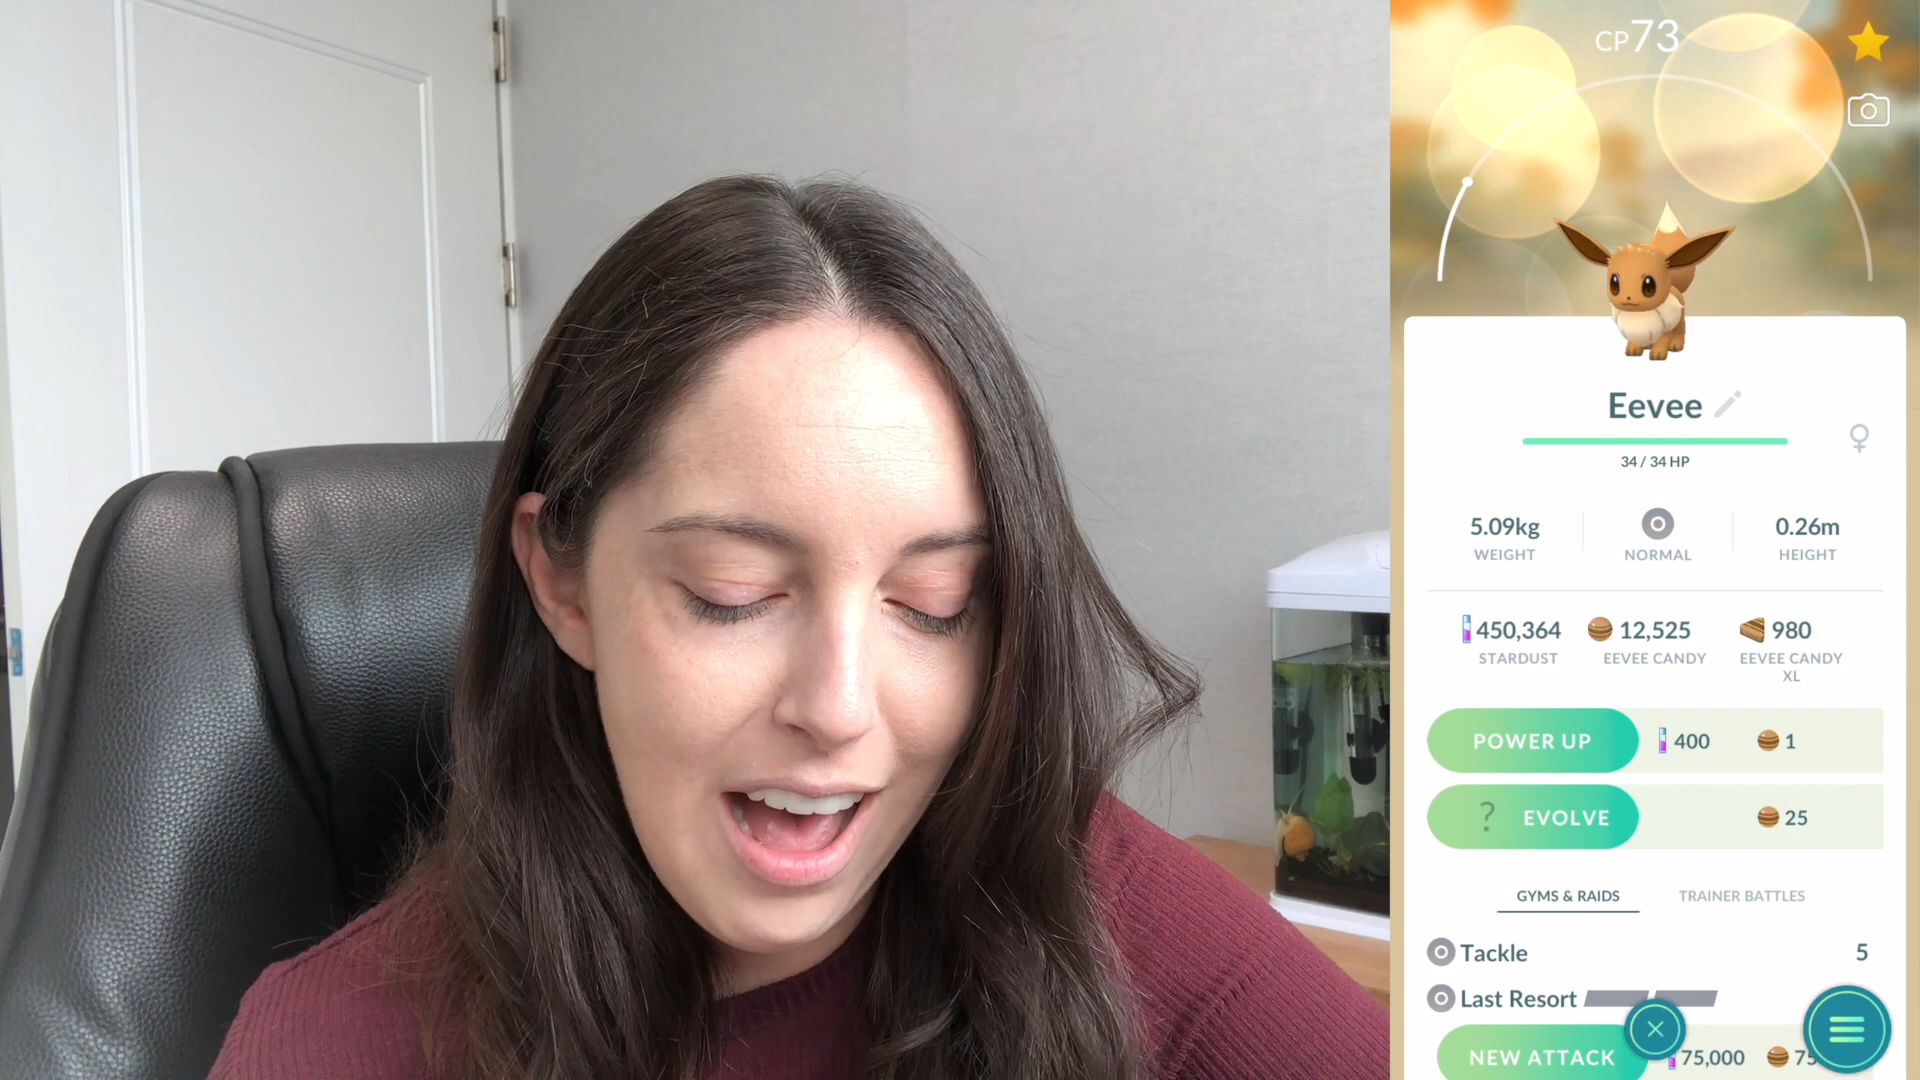 CP73
Eevee
34 / 34 HP
5.09kg
WEIGHT
NORMAL
0.26m
HEIGHT
450,364
STARDUST
12,525
EEVEE CANDY
980
EEVEE CANDY
XL
POWER UP 400 1
? EVOLVE 25
GYMS & RAIDS TRAINER BATTLES
Tackle 5
Last Resort
NEW ATTACK 75,000